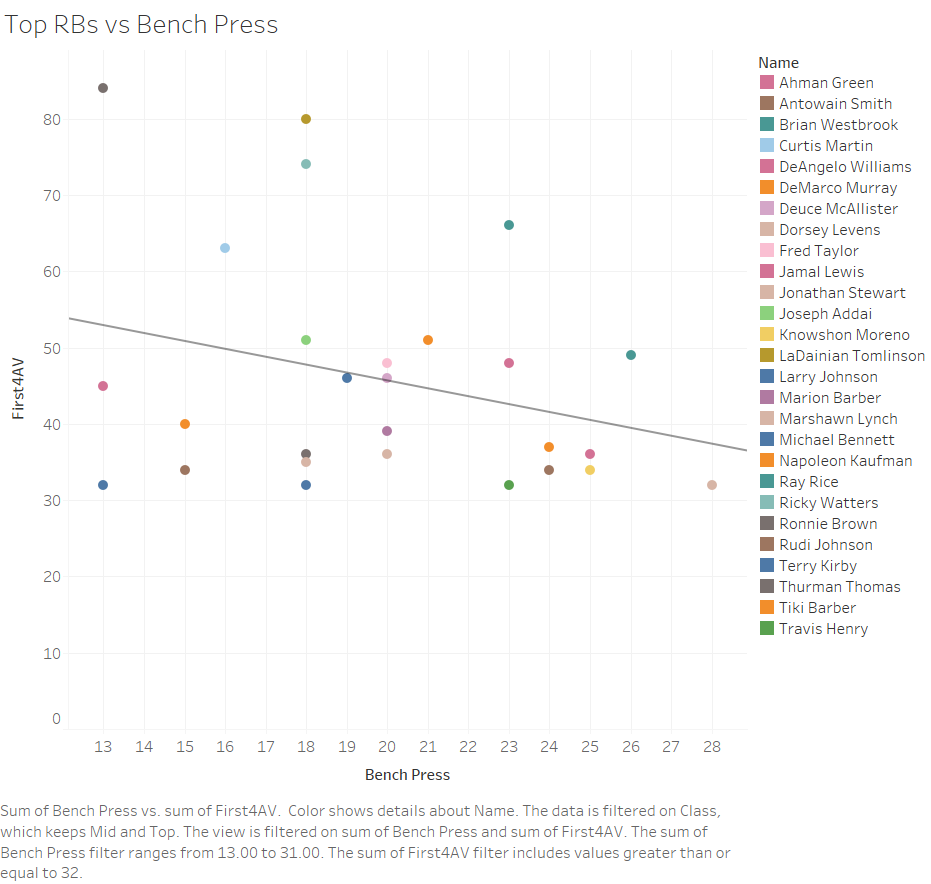 Top RBs vs Bench Press
Name
Ahman Green
Antowain Smith
Brian Westbrook
Curtis Martin
DeAngelo Williams
DeMarco Murray
Deuce McAllister
Dorsey Levens
Fred Taylor
Jamal Lewis
Jonathan Stewart
Joseph Addai
Knowshon Moreno
LaDainian Tomlinson
Larry Johnson
Marion Barber
Marshawn Lynch
Michael Bennett
Napoleon Kaufman
Ray Rice
Ricky Watters
Ronnie Brown
Rudi Johnson
Terry Kirby
Thurman Thomas
Tiki Barber
Travis Henry
First4AV
80
70
60
50
40
30
20
10
0
13 14 15 16 17 18 19 20 21 22 23 24 25 26 27 28
Bench Press
Sum of Bench Press vs. sum of First4AV.  Color shows details about Name. The data is filtered on Class,
which keeps Mid and Top. The view is filtered on sum of Bench Press and sum of First4AV. The sum of
Bench Press filter ranges from 13.00 to 31.00. The sum of First4AV filter includes values greater than or
equal to 32.